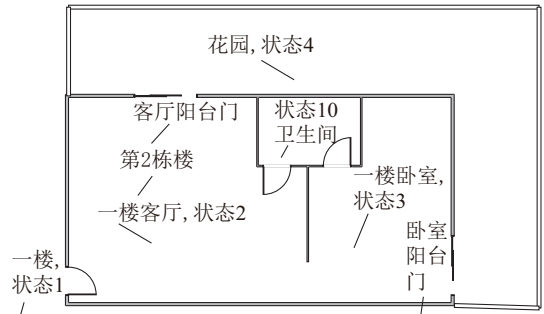 花园, 状态4
客厅阳台门
状态10
卫生间
第2栋楼
一楼卧室,
状态3
一楼客厅, 状态2
卧室
阳台
门
一楼,
状态1